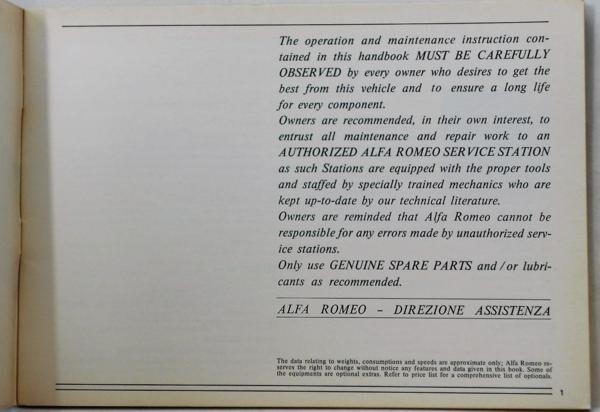 The operation and maintenance instruction con-
tained in this handbook MUST BE CAREFULLY
OBSERVED by every owner who desires to get the
best from this vehicle and to ensure a long life
for every component.
Owners are recommended, in their own interest, to
entrust all maintenance and repair work to an
AUTHORIZED ALFA ROMEO SERVICE STATION
as such Stations are equipped with the proper tools
and staffed by specially trained mechanics who are
kept up-to-date by our technical literature.
Owners are reminded that Alfa Romeo cannot be
responsible for any errors made by unauthorized serv-
ice stations.
Only use GENUINE SPARE PARTS and/or lubri-
cants as recommended.
ALFA ROMEO - DIREZIONE ASSISTENZA
The data relating to weights, consumptions and speeds are approximate only; Alfa Romeo re-
serves the right to change without notice any features and data given in this book. Some of
the equipments are optional extras. Refer to price list for a comprehensive list of optionals.
1